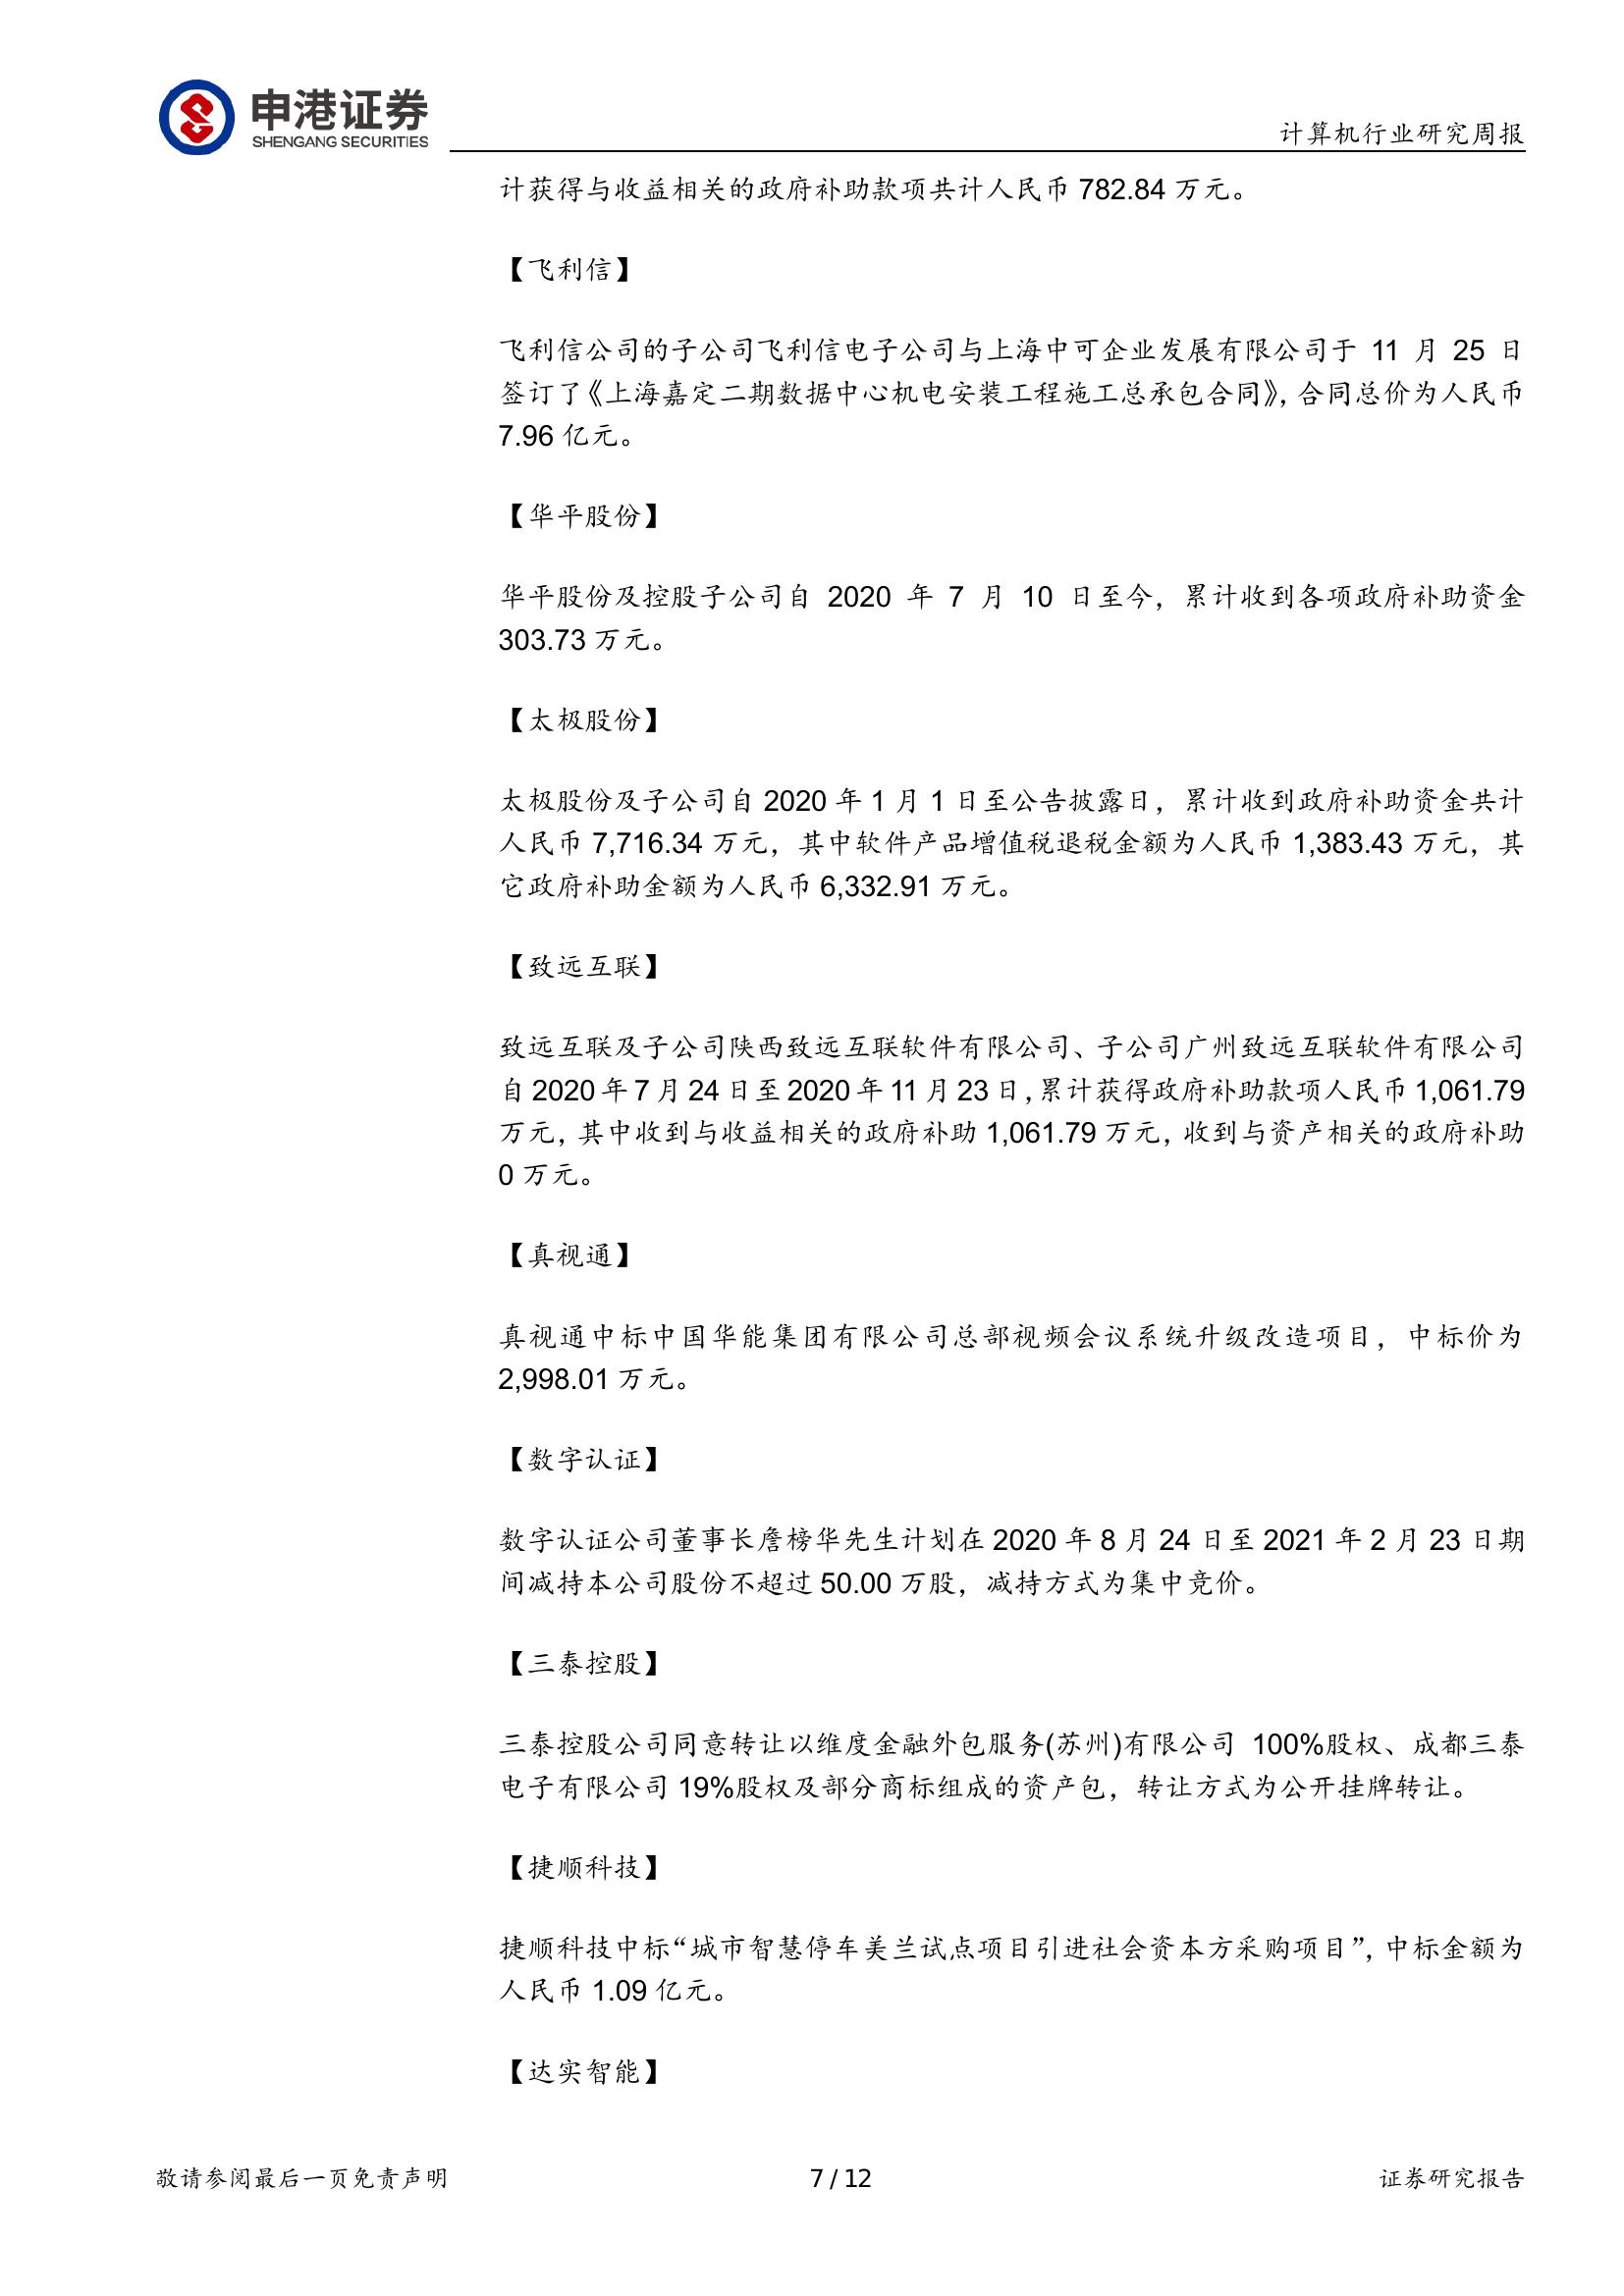 申港证券
SHENGANG SECURITIES
计算机行业研究周报
计获得与收益相关的政府补助款项共计人民币 782.84 万元。
【飞利信】
飞利信公司的子公司飞利信电子公司与上海中可企业发展有限公司于 11 月 25 日
签订了《上海嘉定二期数据中心机电安装工程施工总承包合同》，合同总价为人民币
7.96 亿元。
【华平股份】
华平股份及控股子公司自 2020 年 7 月 10 日至今，累计收到各项政府补助资金
303.73 万元。
【太极股份】
太极股份及子公司自 2020 年 1 月 1 日至公告披露日，累计收到政府补助资金共计
人民币 7,716.34 万元，其中软件产品增值税退税金额为人民币 1,383.43 万元，其
它政府补助金额为人民币 6,332.91 万元。
【致远互联】
致远互联及子公司陕西致远互联软件有限公司、子公司广州致远互联软件有限公司
自 2020 年 7 月 24 日至 2020 年 11 月 23 日，累计获得政府补助款项人民币 1,061.79
万元，其中收到与收益相关的政府补助 1,061.79 万元，收到与资产相关的政府补助
0 万元。
【真视通】
真视通中标中国华能集团有限公司总部视频会议系统升级改造项目，中标价为
2,998.01 万元。
【数字认证】
数字认证公司董事长詹榜华先生计划在 2020 年 8 月 24 日至 2021 年 2 月 23 日期
间减持本公司股份不超过 50.00 万股，减持方式为集中竞价。
【三泰控股】
三泰控股公司同意转让以维度金融外包服务(苏州)有限公司 100%股权、成都三泰
电子有限公司 19%股权及部分商标组成的资产包，转让方式为公开挂牌转让。
【捷顺科技】
捷顺科技中标“城市智慧停车美兰试点项目引进社会资本方采购项目”，中标金额为
人民币 1.09 亿元。
【达实智能】
敬请参阅最后一页免责声明
7 / 12
证券研究报告